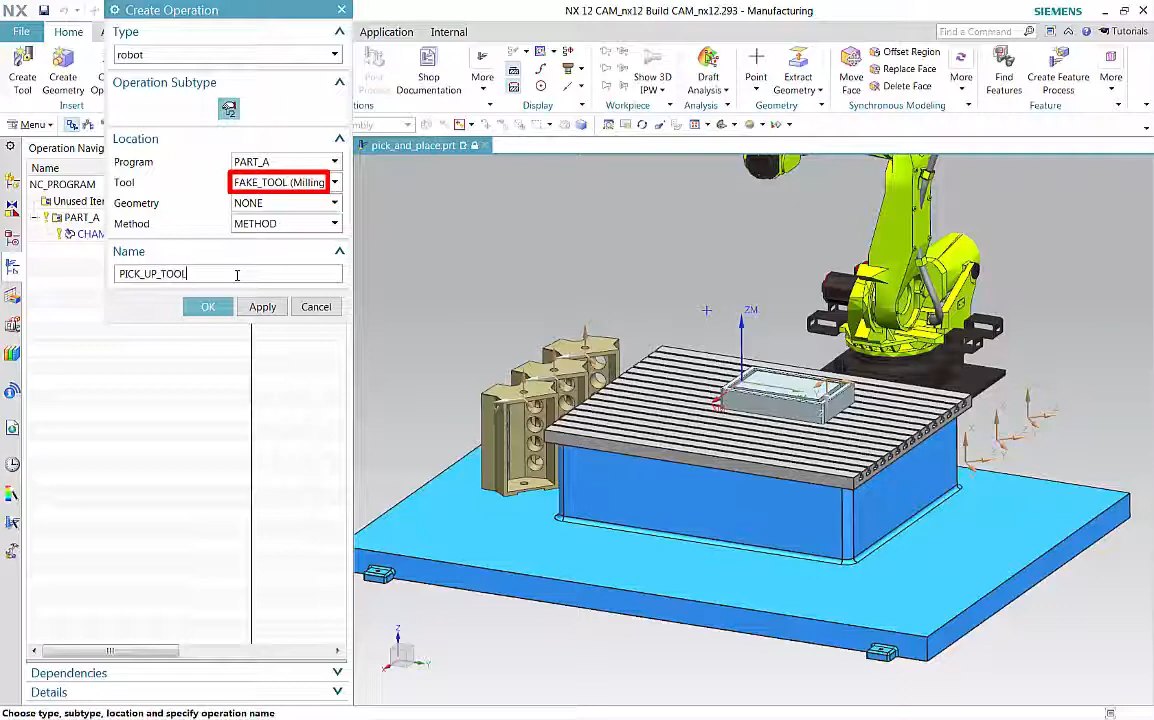 NX
Create Operation
NX 12 CAM_nx12 Build CAM_nx12.293 - Manufacturing
SIEMENS
File
Home
Application
Internal
Find a Command
Tutorials
Type
robot
Operation Subtype
Location
Program
PART_A
Tool
FAKE_TOOL (Milling
Geometry
NONE
Method
METHOD
Name
PICK_UP_TOOL
OK
Apply
Cancel
Create
Tool
Create
Geometry
Insert
Shop
Documentation
More
Display
Show 3D
IPW
Workpiece
Draft
Analysis
Analysis
Point
Extract
Geometry
Geometry
Move
Face
Offset Region
Replace Face
Delete Face
More
Synchronous Modeling
Find
Features
Create Feature
Process
More
Feature
Menu
Operation Navig
Name
NC_PROGRAM
Unused Iter
PART_A
CHAM
pick_and_place.prt
ZM
Z
Y
X
Dependencies
Details
Choose type, subtype, location and specify operation name